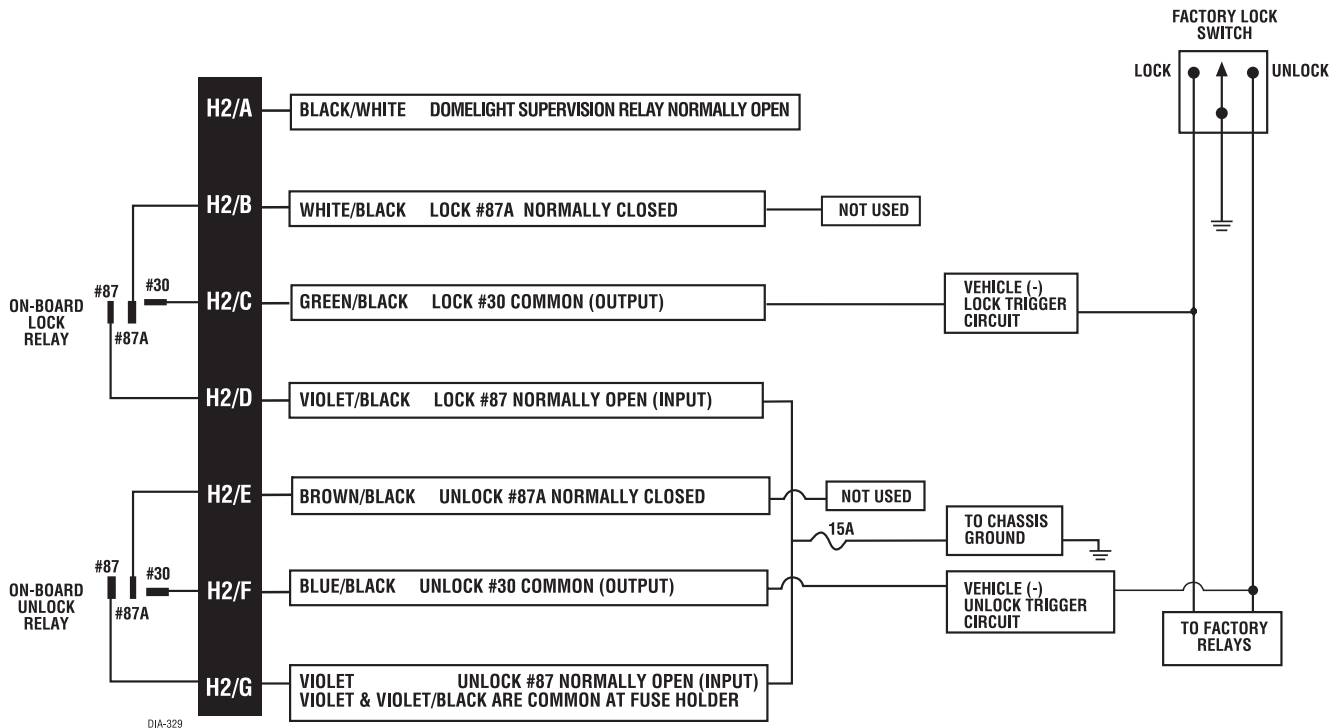 FACTORY LOCK
SWITCH
LOCK
UNLOCK
H2/A
BLACK/WHITE DOMELIGHT SUPERVISION RELAY NORMALLY OPEN
H2/B
WHITE/BLACK LOCK #87A NORMALLY CLOSED
NOT USED
ON-BOARD
LOCK
RELAY
#87
#30
#87A
H2/C
GREEN/BLACK LOCK #30 COMMON (OUTPUT)
VEHICLE (-)
LOCK TRIGGER
CIRCUIT
H2/D
VIOLET/BLACK LOCK #87 NORMALLY OPEN (INPUT)
H2/E
BROWN/BLACK UNLOCK #87A NORMALLY CLOSED
NOT USED
15A
TO CHASSIS
GROUND
ON-BOARD
UNLOCK
RELAY
#87
#30
#87A
H2/F
BLUE/BLACK UNLOCK #30 COMMON (OUTPUT)
VEHICLE (-)
UNLOCK TRIGGER
CIRCUIT
TO FACTORY
RELAYS
H2/G
VIOLET UNLOCK #87 NORMALLY OPEN (INPUT)
VIOLET & VIOLET/BLACK ARE COMMON AT FUSE HOLDER
DIA-329